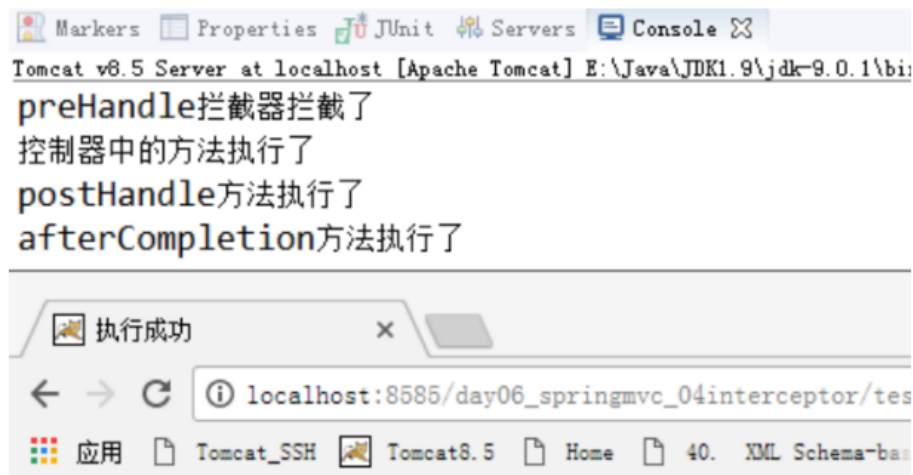 Markers Properties JUnit Servers Console
Tomcat v8.5 Server at localhost [Apache Tomcat] E:\Java\JDK1.9\jdk-9.0.1\bin
preHandle拦截器拦截了
控制器中的方法执行了
postHandle方法执行了
afterCompletion方法执行了
执行成功
localhost:8585/day06_springmvc_04interceptor/tes
应用 Tomcat_SSH Tomcat8.5 Home 40. XML Schema-bas